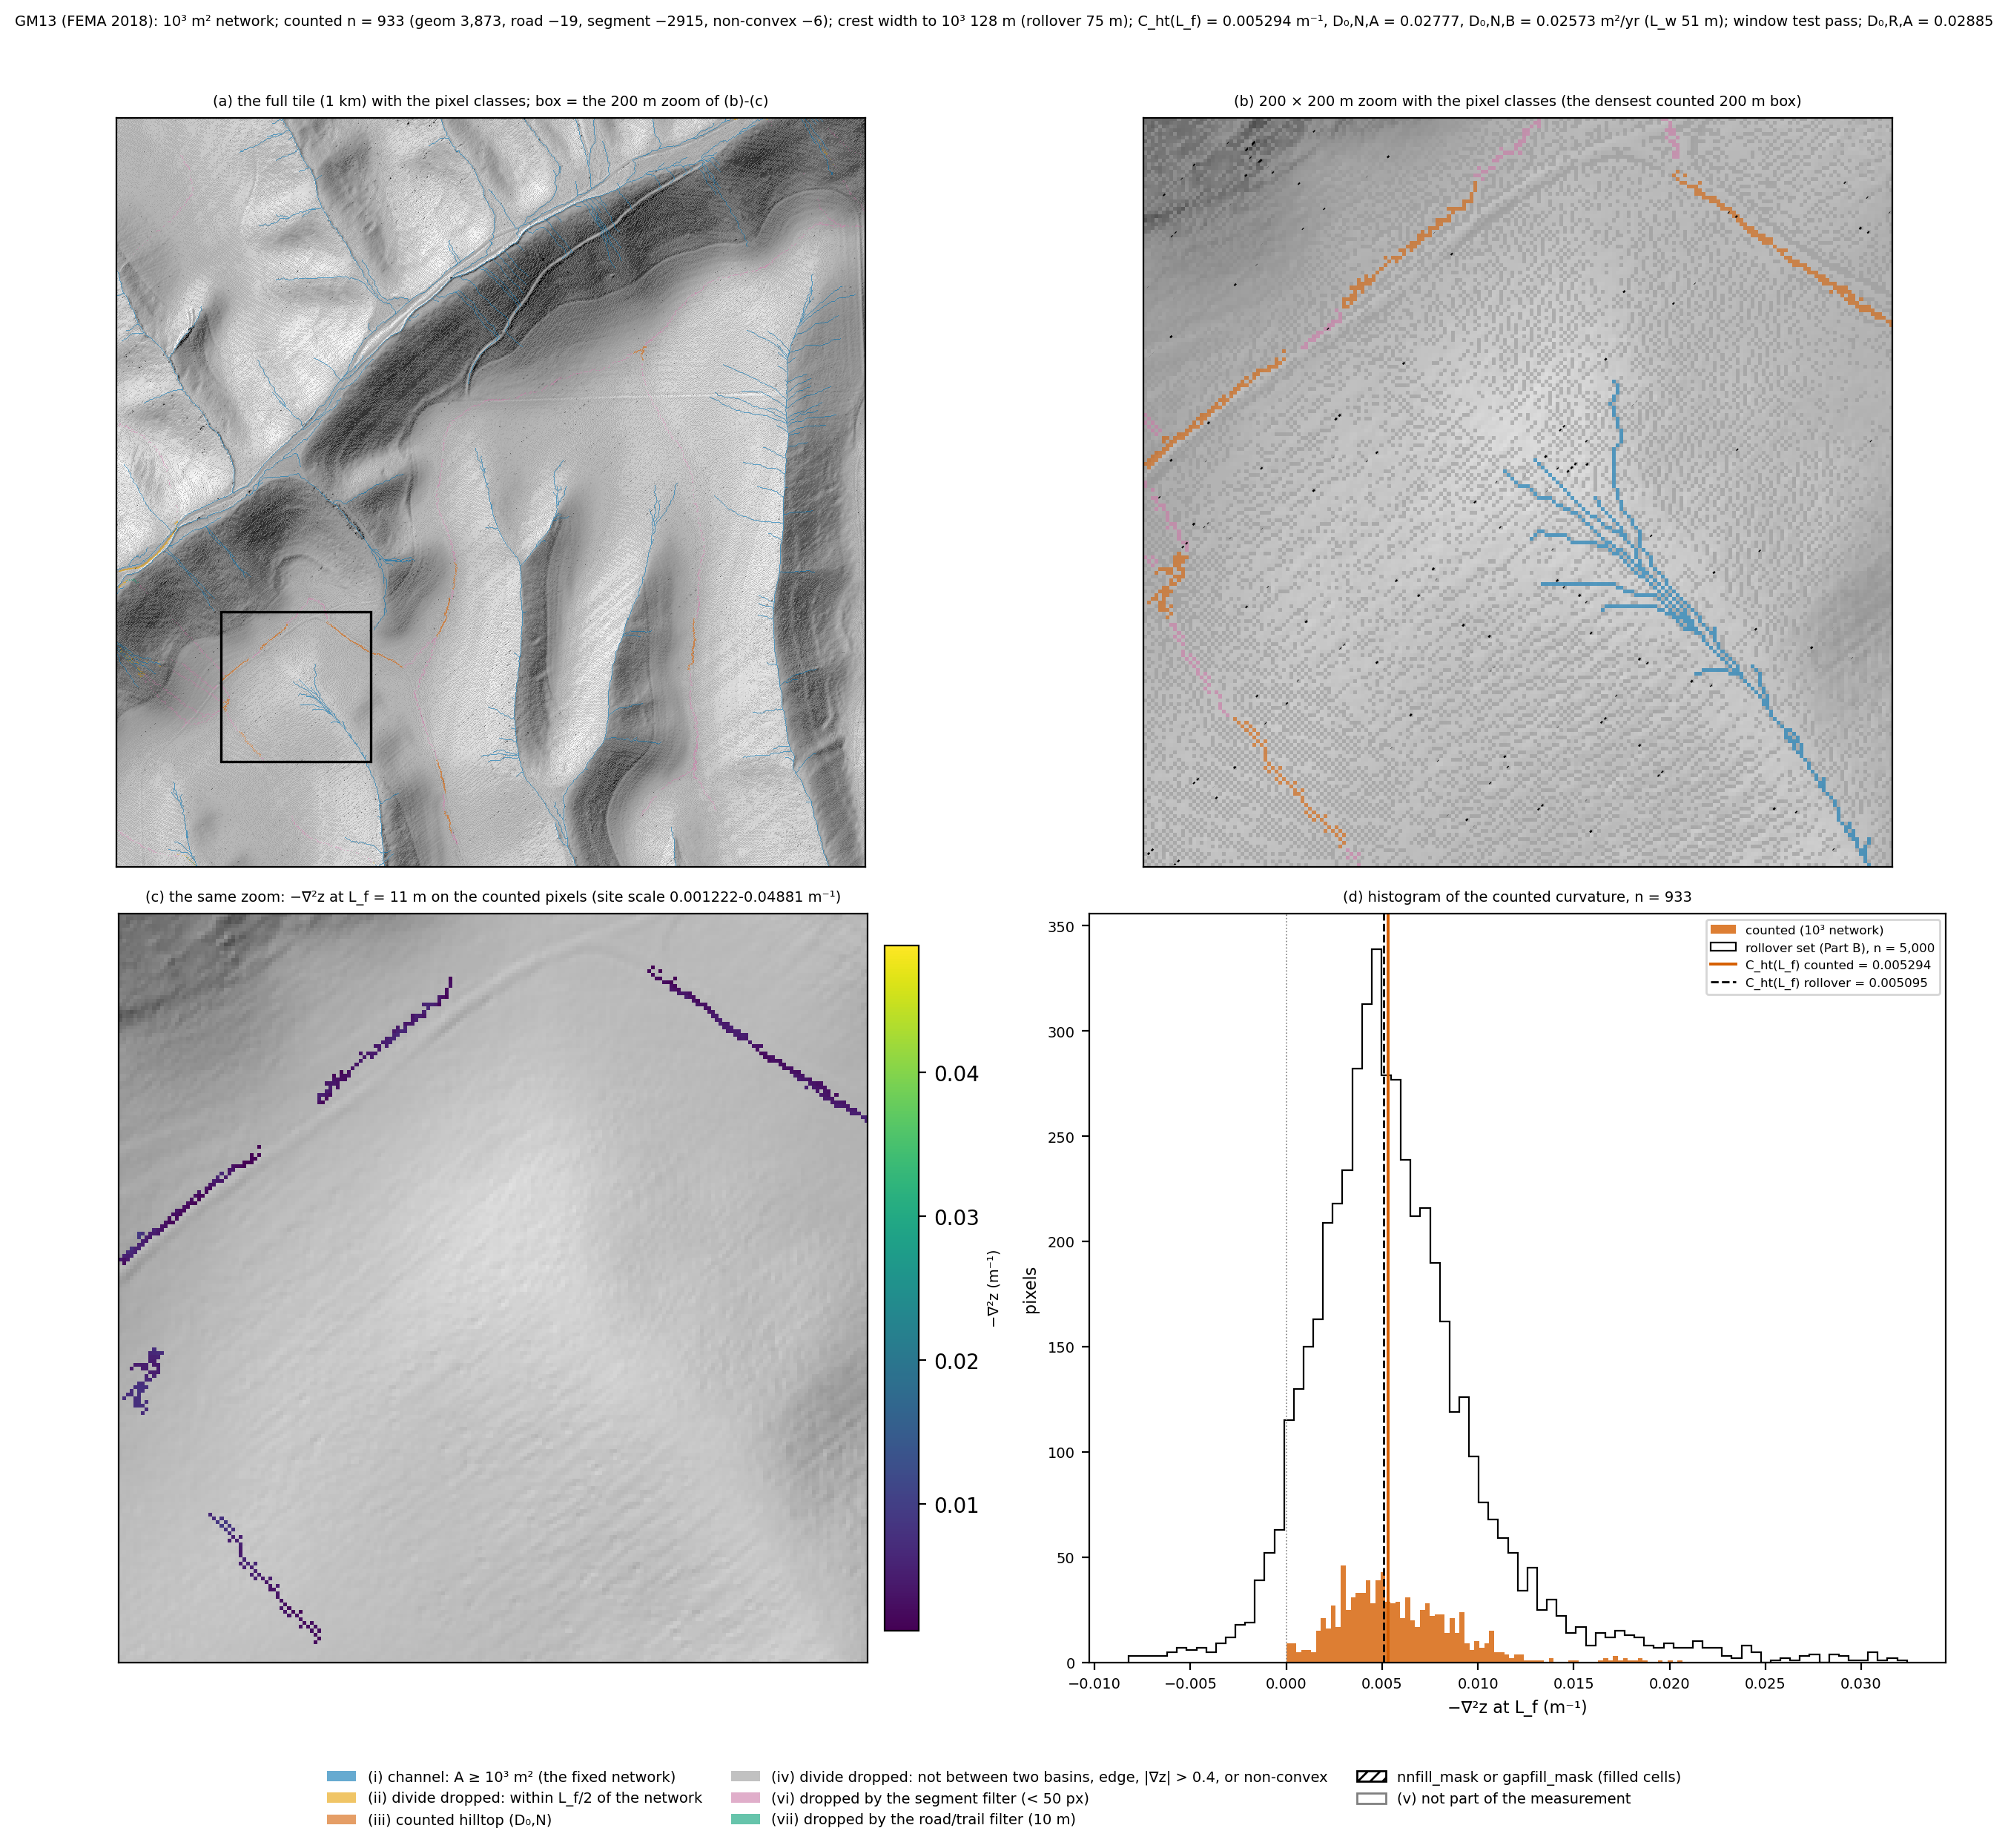 GM13 (FEMA 2018): 10³ m² network; counted n = 933 (geom 3,873, road −19, segment −2915, non-convex −6); crest width to 10³ 128 m (rollover 75 m); C_ht(L_f) = 0.005294 m⁻¹, D₀,N,A = 0.02777, D₀,N,B = 0.02573 m²/yr (L_w 51 m); window test pass; D₀,R,A = 0.02885
(a) the full tile (1 km) with the pixel classes; box = the 200 m zoom of (b)-(c)
(b) 200 × 200 m zoom with the pixel classes (the densest counted 200 m box)
(c) the same zoom: −∇²z at L_f = 11 m on the counted pixels (site scale 0.001222-0.04881 m⁻¹)
0.04
0.03
0.02
0.01
−∇²z (m⁻¹)
(d) histogram of the counted curvature, n = 933
counted (10³ network)
rollover set (Part B), n = 5,000
C_ht(L_f) counted = 0.005294
C_ht(L_f) rollover = 0.005095
350
300
250
200
150
100
50
0
pixels
−0.010
−0.005
0.000
0.005
0.010
0.015
0.020
0.025
0.030
−∇²z at L_f (m⁻¹)
(i) channel: A ≥ 10³ m² (the fixed network)
(ii) divide dropped: within L_f/2 of the network
(iii) counted hilltop (D₀,N)
(iv) divide dropped: not between two basins, edge, |∇z| > 0.4, or non-convex
(vi) dropped by the segment filter (< 50 px)
(vii) dropped by the road/trail filter (10 m)
nnfill_mask or gapfill_mask (filled cells)
(v) not part of the measurement